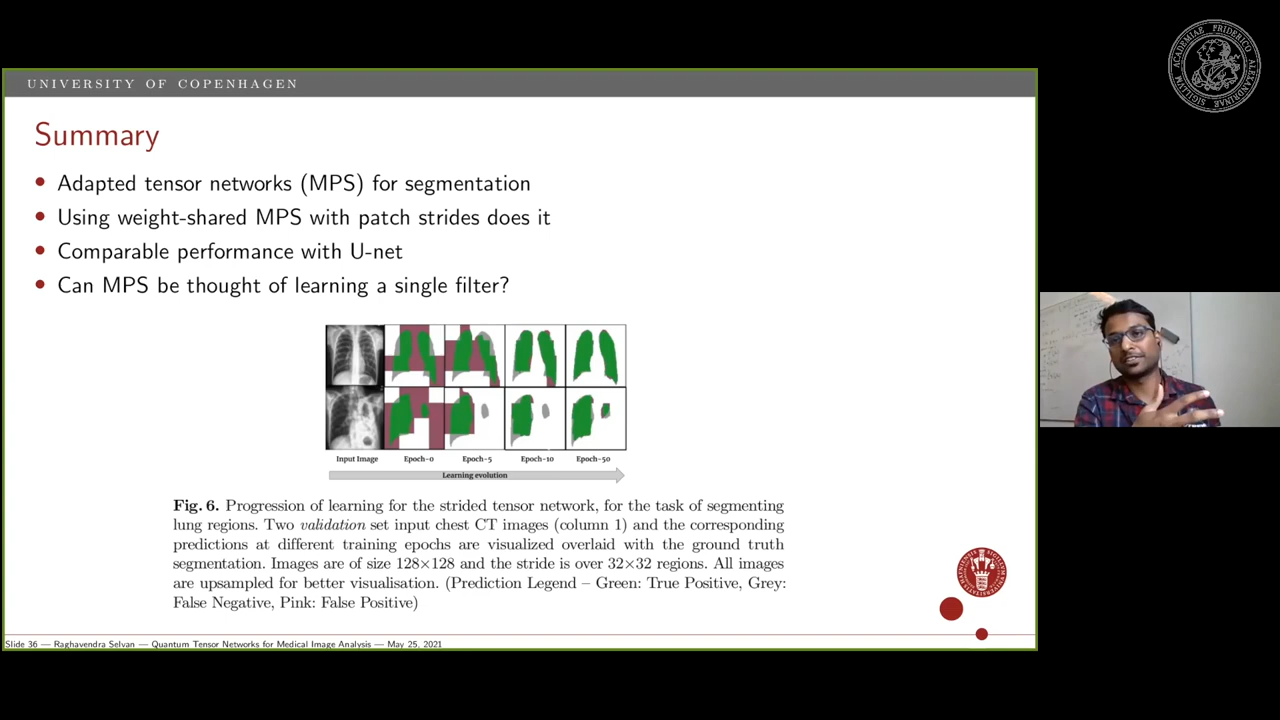 UNIVERSITY OF COPENHAGEN
Summary
Adapted tensor networks (MPS) for segmentation
Using weight-shared MPS with patch strides does it
Comparable performance with U-net
Can MPS be thought of learning a single filter?
Input Image Epoch-0 Epoch-5 Epoch-10 Epoch-50
Learning evolution
Fig. 6. Progression of learning for the strided tensor network, for the task of segmenting
lung regions. Two validation set input chest CT images (column 1) and the corresponding
predictions at different training epochs are visualized overlaid with the ground truth
segmentation. Images are of size 128×128 and the stride is over 32×32 regions. All images
are upsampled for better visualisation. (Prediction Legend – Green: True Positive, Grey:
False Negative, Pink: False Positive)
Slide 36 — Raghavendra Selvan — Quantum Tensor Networks for Medical Image Analysis — May 25, 2021
ACADEMIAE FRIDERICO ALEXANDRINAE SIGILLVM